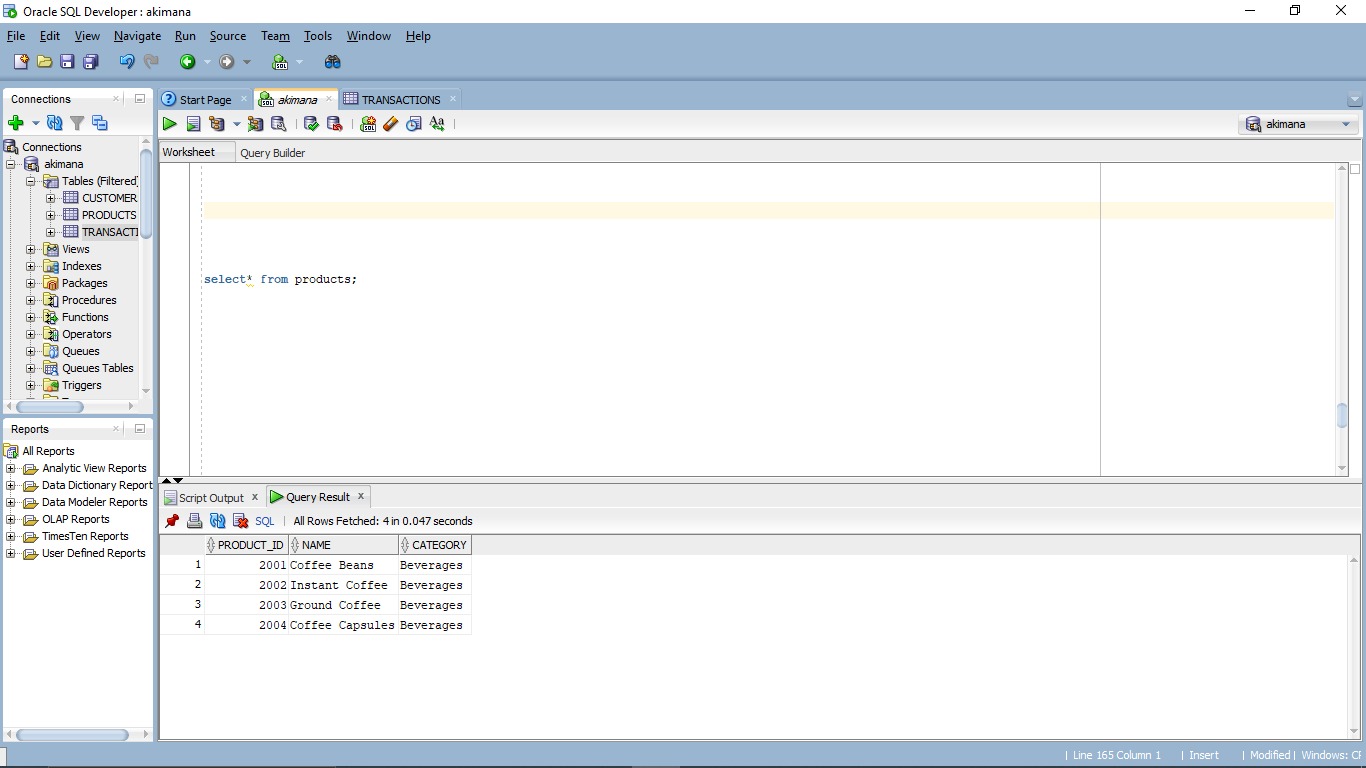 Oracle SQL Developer : akimana
File Edit View Navigate Run Source Team Tools Window Help
Connections
Connections
akimana
Tables (Filtered)
CUSTOMER
PRODUCTS
TRANSACTI
Views
Indexes
Packages
Procedures
Functions
Operators
Queues
Queues Tables
Triggers
Reports
All Reports
Analytic View Reports
Data Dictionary Report
Data Modeler Reports
OLAP Reports
TimesTen Reports
User Defined Reports
Start Page akimana TRANSACTIONS
akimana
Worksheet Query Builder
select* from products;
Script Output x Query Result x
SQL | All Rows Fetched: 4 in 0.047 seconds
PRODUCT_ID NAME CATEGORY
1 2001 Coffee Beans Beverages
2 2002 Instant Coffee Beverages
3 2003 Ground Coffee Beverages
4 2004 Coffee Capsules Beverages
| Line 165 Column 1 | Insert | Modified | Windows: CF